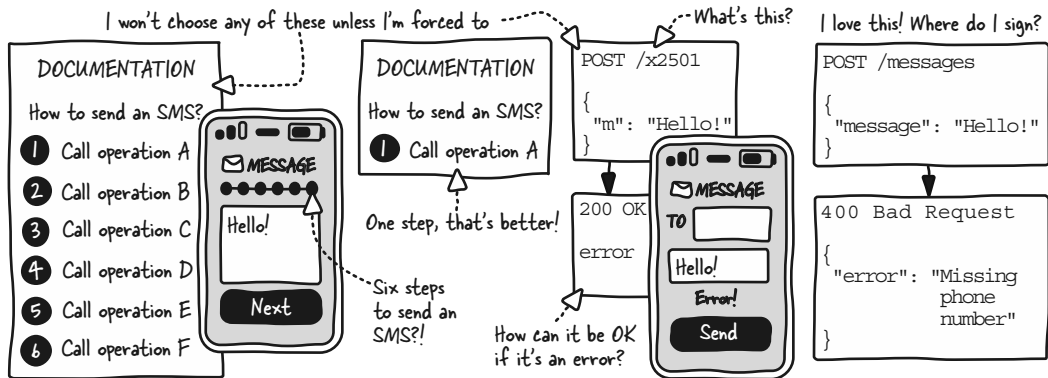 I won't choose any of these unless I'm forced to
What's this?
I love this! Where do I sign?
DOCUMENTATION
How to send an SMS?
1 Call operation A
2 Call operation B
3 Call operation C
4 Call operation D
5 Call operation E
6 Call operation F
MESSAGE
Hello!
Next
Six steps
to send an
SMS?!
DOCUMENTATION
How to send an SMS?
1 Call operation A
One step, that's better!
POST /x2501
{
"m": "Hello!"
}
200 OK
error
How can it be OK
if it's an error?
MESSAGE
TO
Hello!
Error!
Send
POST /messages
{
"message": "Hello!"
}
400 Bad Request
{
"error": "Missing
phone
number"
}